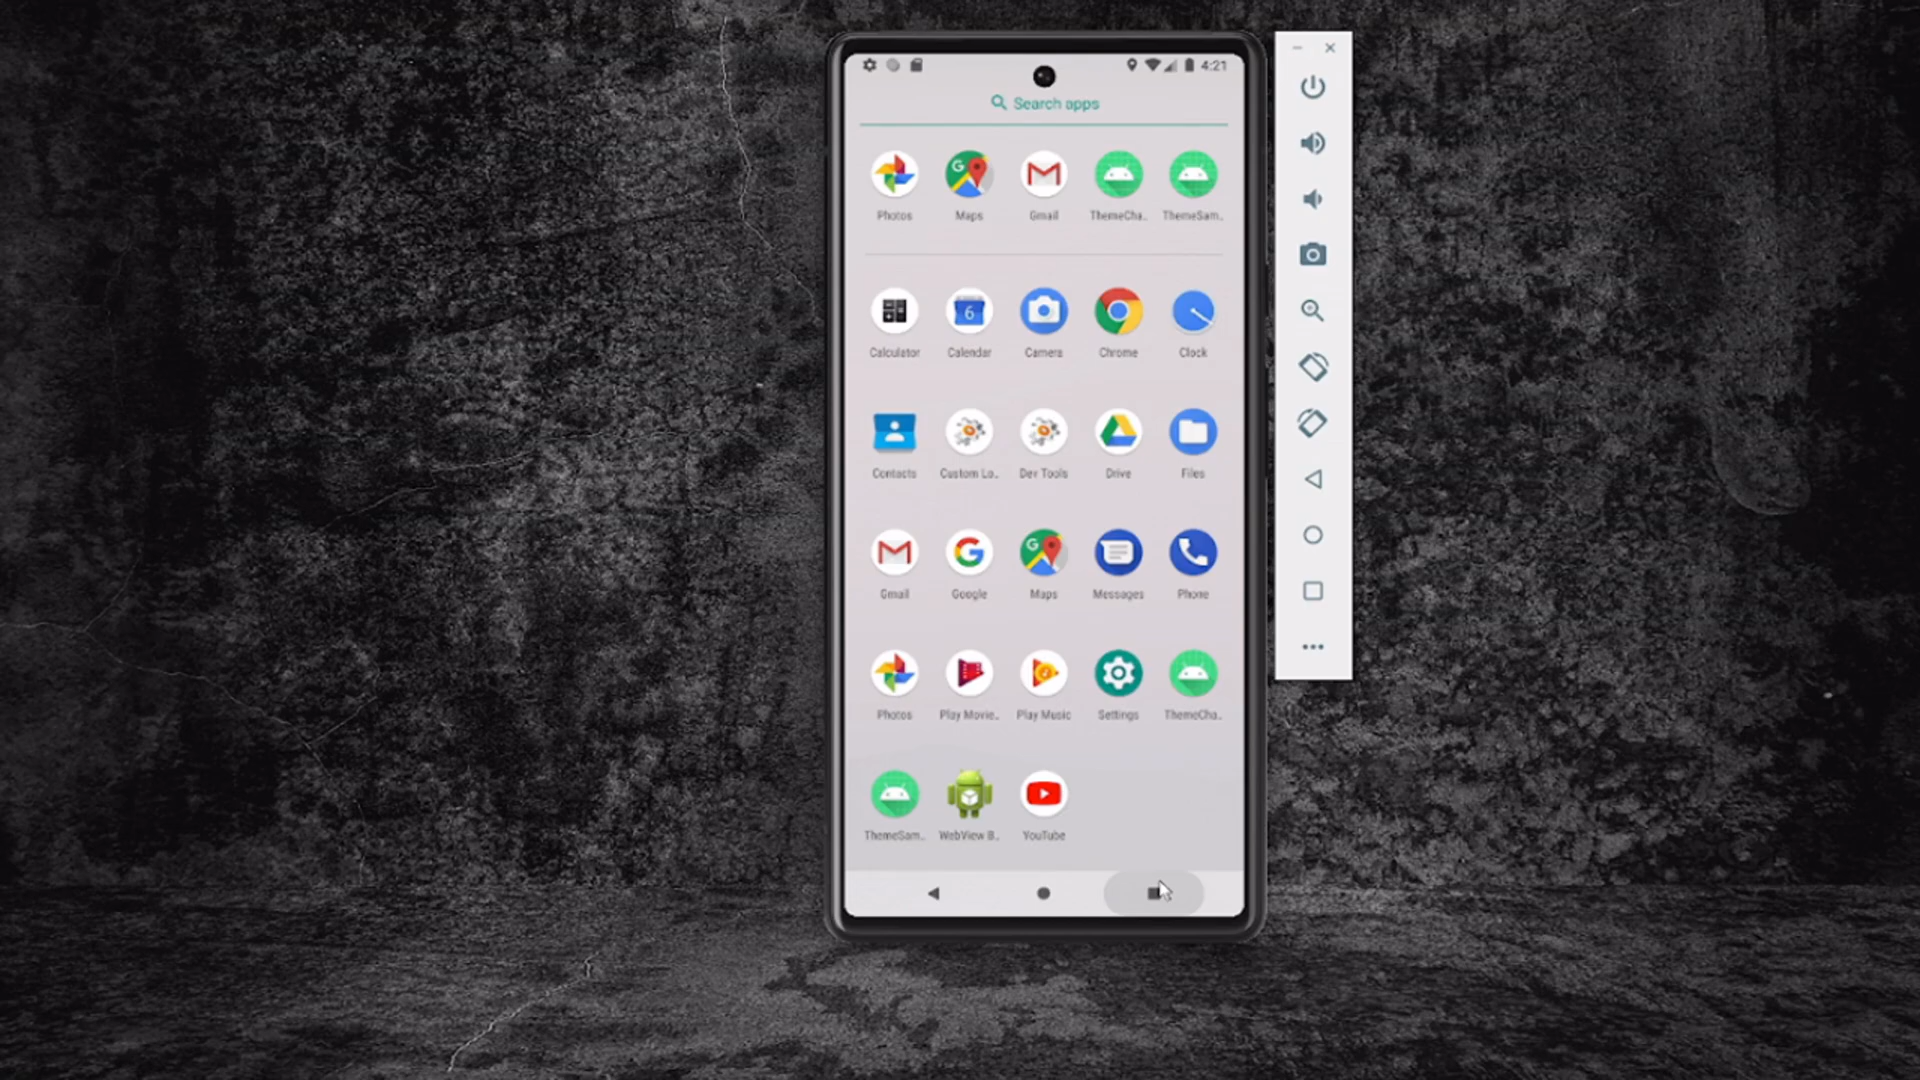 4:21
Search apps
Photos Maps Gmail ThemeCha.. ThemeSam..
Calculator Calendar Camera Chrome Clock
6
Contacts Custom Lo.. Dev Tools Drive Files
Gmail Google Maps Messages Phone
Photos Play Movie.. Play Music Settings ThemeCha..
ThemeSam.. WebView B.. YouTube